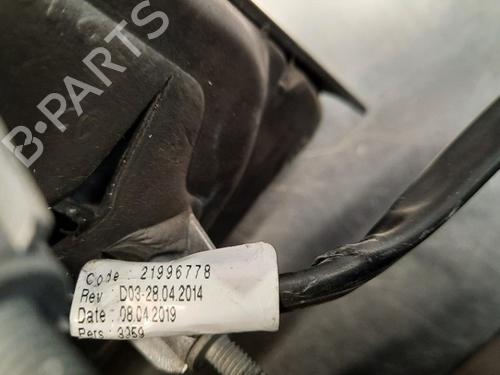 B-PARTS
Code : 21996778
Rev : D03-28.04.2014
Date : 08.04.2019
Pers : 3359